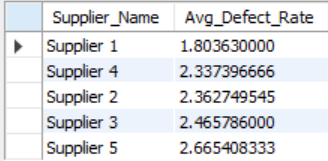 Supplier_Name Avg_Defect_Rate
Supplier 1 1.803630000
Supplier 4 2.337396666
Supplier 2 2.362749545
Supplier 3 2.465786000
Supplier 5 2.665408333